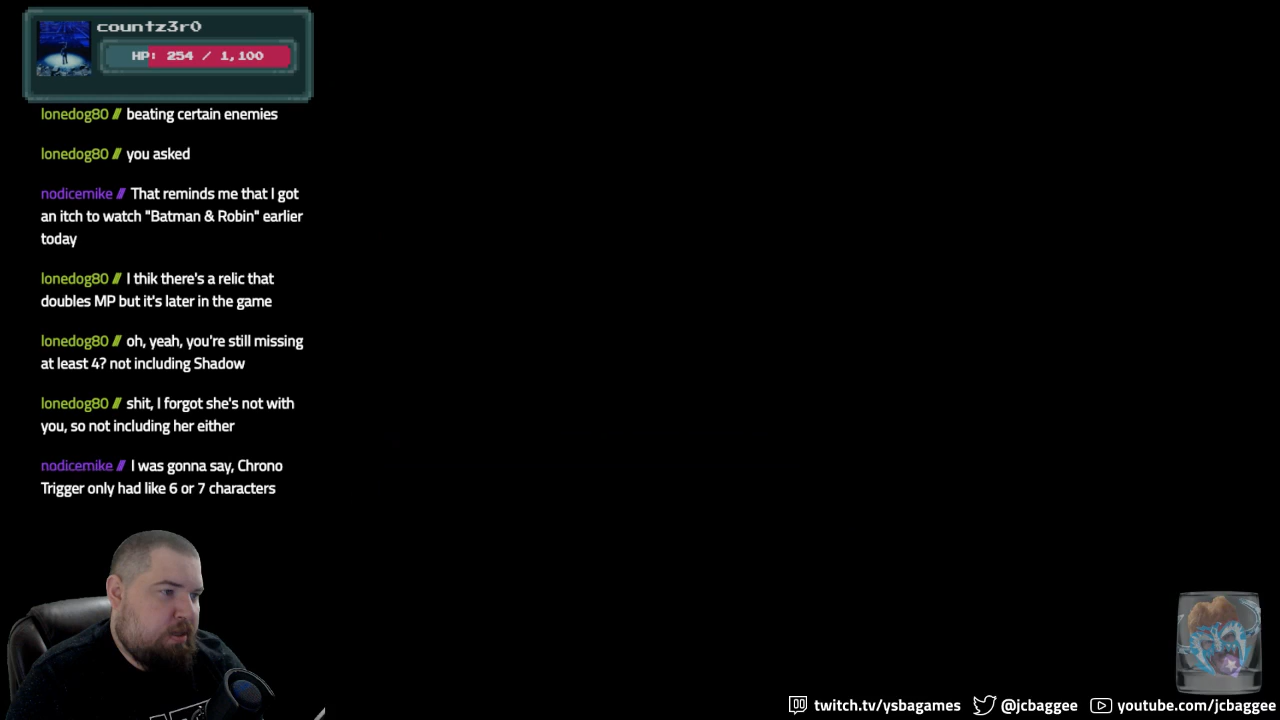 countz3r0
HP: 254 / 1,100
lonedog80 /// beating certain enemies
lonedog80 /// you asked
nodicemike /// That reminds me that I got
an itch to watch "Batman & Robin" earlier
today
lonedog80 /// I thik there's a relic that
doubles MP but it's later in the game
lonedog80 /// oh, yeah, you're still missing
at least 4? not including Shadow
lonedog80 /// shit, I forgot she's not with
you, so not including her either
nodicemike /// I was gonna say, Chrono
Trigger only had like 6 or 7 characters
twitch.tv/ysbagames @jcbaggee youtube.com/jcbaggee